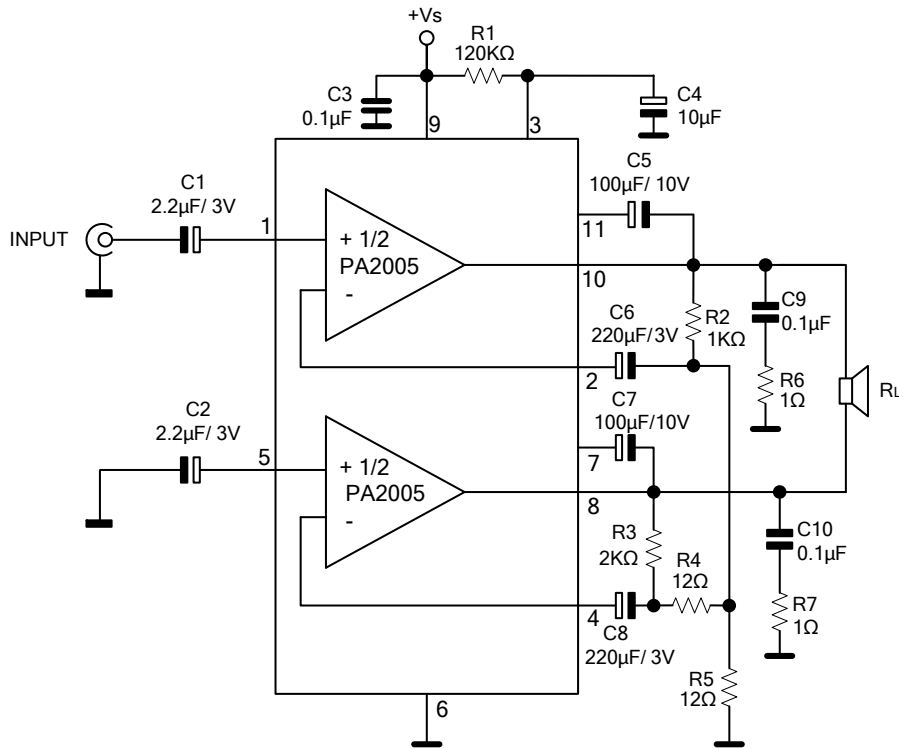 +Vs
R1
120KΩ
C3
0.1µF
C4
10µF
9
3
C5
100µF/ 10V
C1
2.2µF/ 3V
INPUT
1
+ 1/2
PA2005
-
11
10
C9
0.1µF
C6
220µF/3V
R2
1KΩ
R6
1Ω
RL
2
C7
100µF/10V
C2
2.2µF/ 3V
5
+ 1/2
PA2005
-
7
8
C10
0.1µF
R3
2KΩ
R4
12Ω
R7
1Ω
4
C8
220µF/ 3V
R5
12Ω
6